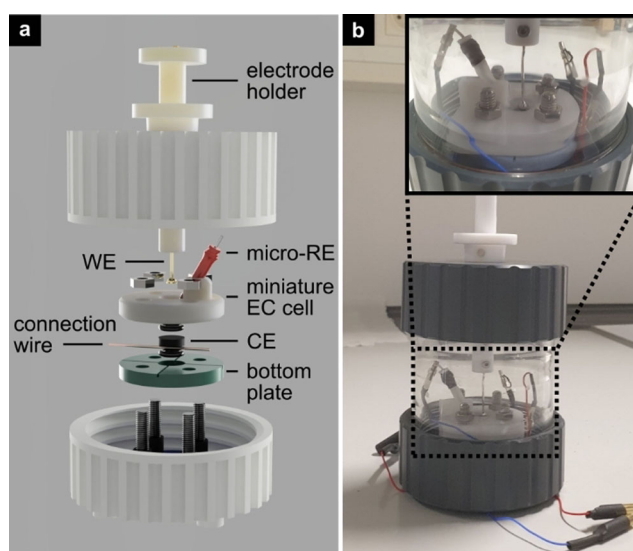 a
electrode
holder
WE
micro-RE
miniature
EC cell
connection
wire
CE
bottom
plate
b